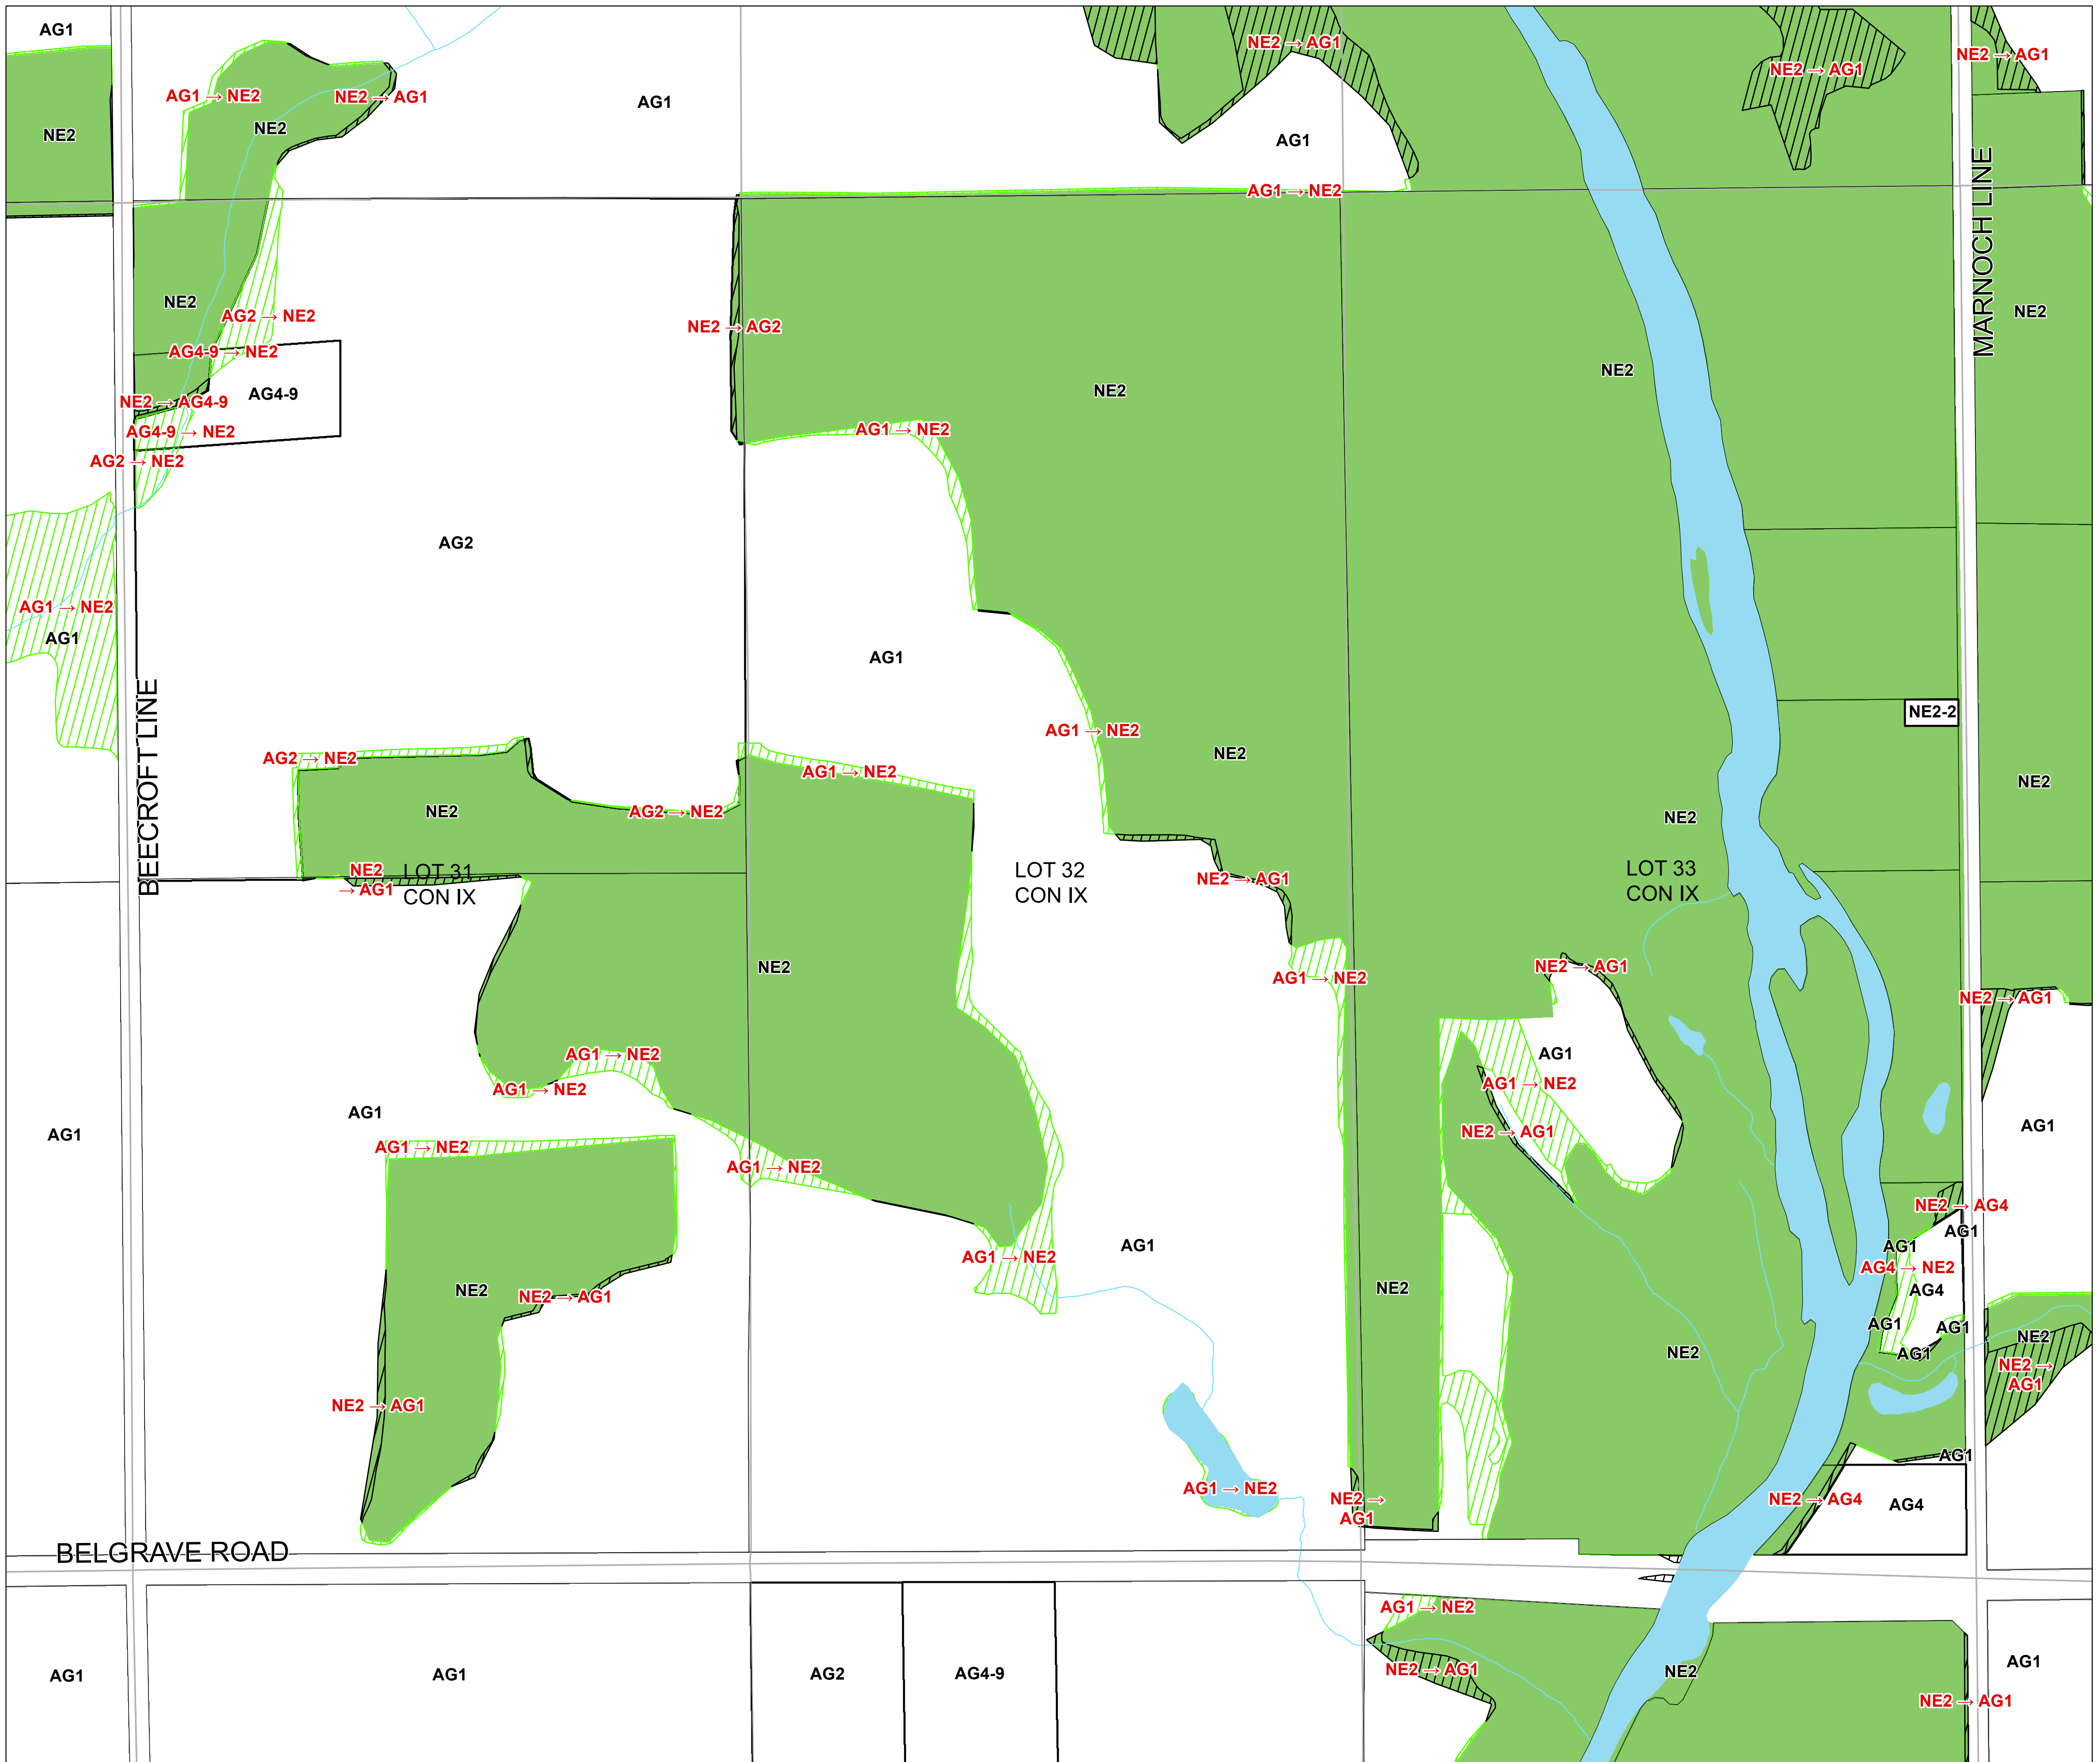 AG1
NE2 → AG1
NE2 → AG1
NE2 → AG1
AG1 → NE2
NE2 → AG1
AG1
NE2
NE2
AG1
AG1 → NE2
MARNOCH LINE
NE2
AG2 → NE2
NE2
NE2 → AG2
AG4-9 → NE2
NE2
NE2
AG4-9
NE2 → AG4-9
AG4-9 → NE2
AG1 → NE2
AG2 → NE2
AG2
AG1 → NE2
AG1
AG1
NE2-2
BEECROFT LINE
AG1 → NE2
NE2
AG2 → NE2
AG1 → NE2
NE2
NE2
AG2 → NE2
NE2
NE2
→ AG1
LOT 31
CON IX
LOT 32
CON IX
NE2 → AG1
LOT 33
CON IX
NE2
AG1 → NE2
NE2 → AG1
NE2 → AG1
AG1 → NE2
AG1
AG1 → NE2
AG1 → NE2
AG1
AG1
NE2 → AG1
AG1
AG1 → NE2
AG1 → NE2
NE2 → AG4
AG1
AG1
AG1
AG1 → NE2
AG4 → NE2
NE2
NE2 → AG1
NE2
AG4
AG1
AG1
NE2
NE2
AG1
NE2 →
AG1
NE2 → AG1
AG1
AG1 → NE2
NE2 →
AG1
NE2 → AG4
AG4
BELGRAVE ROAD
AG1 → NE2
AG1
AG1
AG2
AG4-9
NE2 → AG1
NE2
AG1
NE2 → AG1